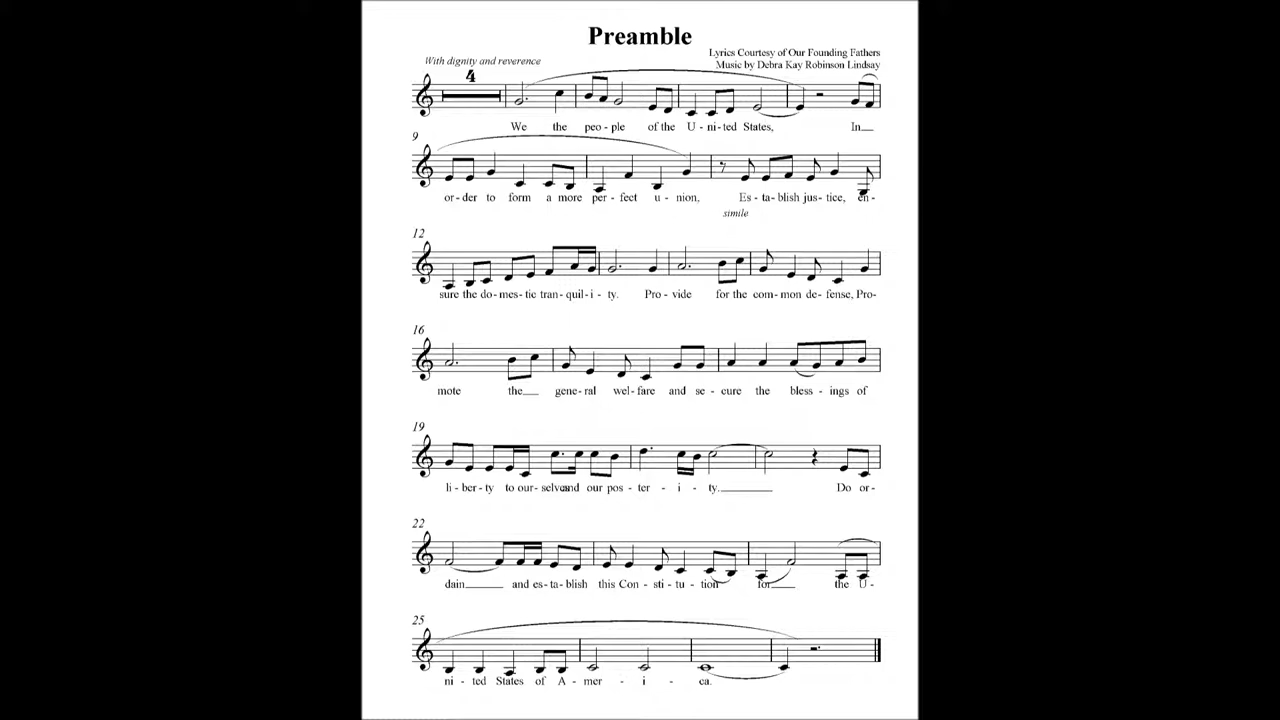 Preamble
Lyrics Courtesy of Our Founding Fathers
With dignity and reverence
Music by Debra Kay Robinson Lindsay
4
We the peo - ple of the U - ni - ted States, In
9
or - der to form a more per - fect u - nion, Es - ta - blish jus - tice, en -
simile
12
sure the do - mes - tic tran - quil - i - ty. Pro - vide for the com - mon de - fense, Pro -
16
mote the gene - ral wel - fare and se - cure the bless - ings of
19
li - ber - ty to our - selves and our pos - ter - i - ty. Do or -
22
dain and es - ta - blish this Con - sti - tu - tion for the U -
25
ni - ted States of A - mer - i - ca.